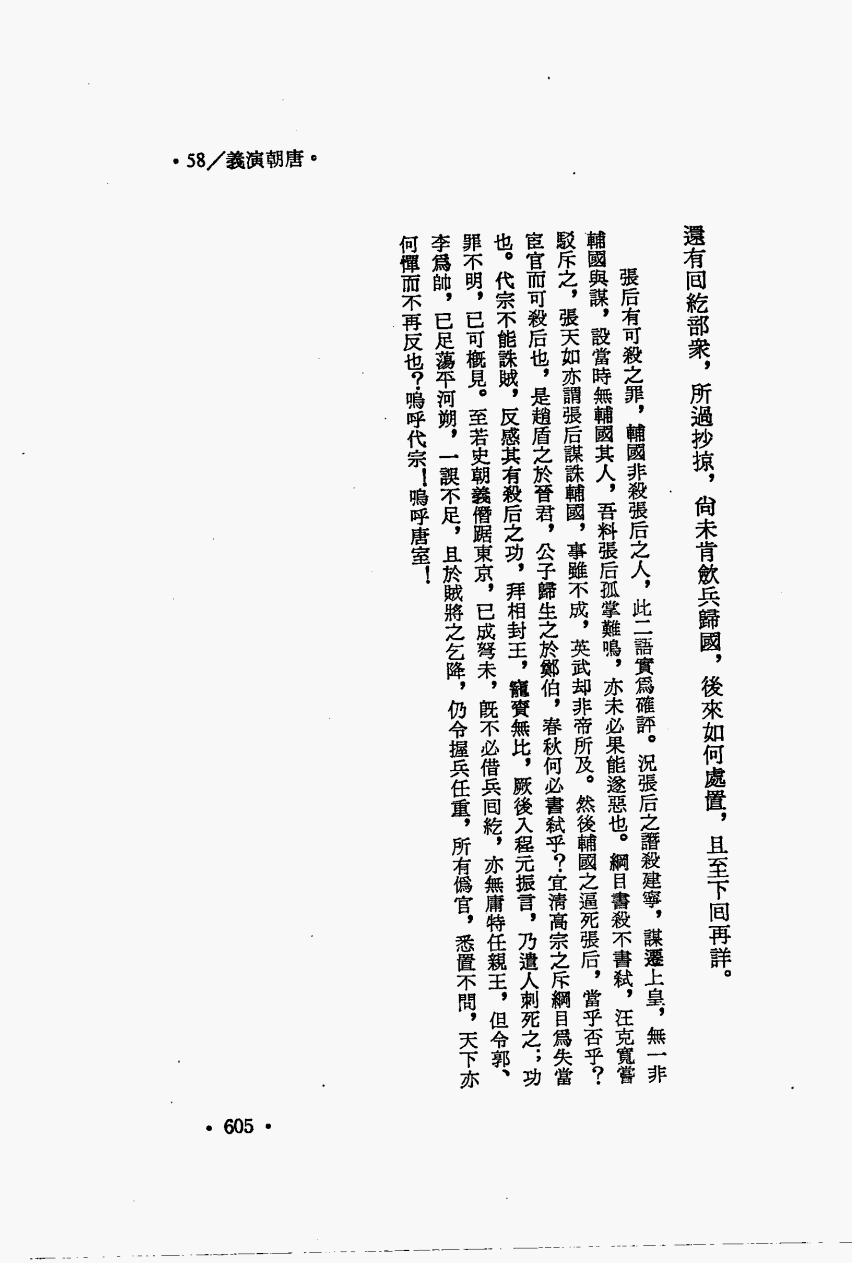 •58／義演朝唐•
還有回紇部衆，所過抄掠，尙未肯斂兵歸國，後來如何處置，且至下回再詳。
張后有可殺之罪，輔國非殺張后之人，此二語實爲確評。況張后之譖殺建寧，謀遷上皇，無一非
輔國與謀，設當時無輔國其人，吾料張后孤掌難鳴，亦未必果能遂惡也。綱目書殺不書弒，汪克寬嘗
駁斥之，張天如亦謂張后謀誅輔國，事雖不成，英武却非帝所及。然後輔國之逼死張后，當乎否乎？
宦官而可殺后也，是趙盾之於晉君，公子歸生之於鄭伯，春秋何必書弒乎？宜淸高宗之斥綱目爲失當
也。代宗不能誅賊，反感其有殺后之功，拜相封王，寵賚無比，厥後入程元振言，乃遣人刺死之；功
罪不明，已可槪見。至若史朝義僭踞東京，已成弩未，旣不必借兵回紇，亦無庸特任親王，但令郭、
李爲帥，已足蕩平河朔，一誤不足，且於賊將之乞降，仍令握兵任重，所有僞官，悉置不問，天下亦
何憚而不再反也？嗚呼代宗！嗚呼唐室！
•605•